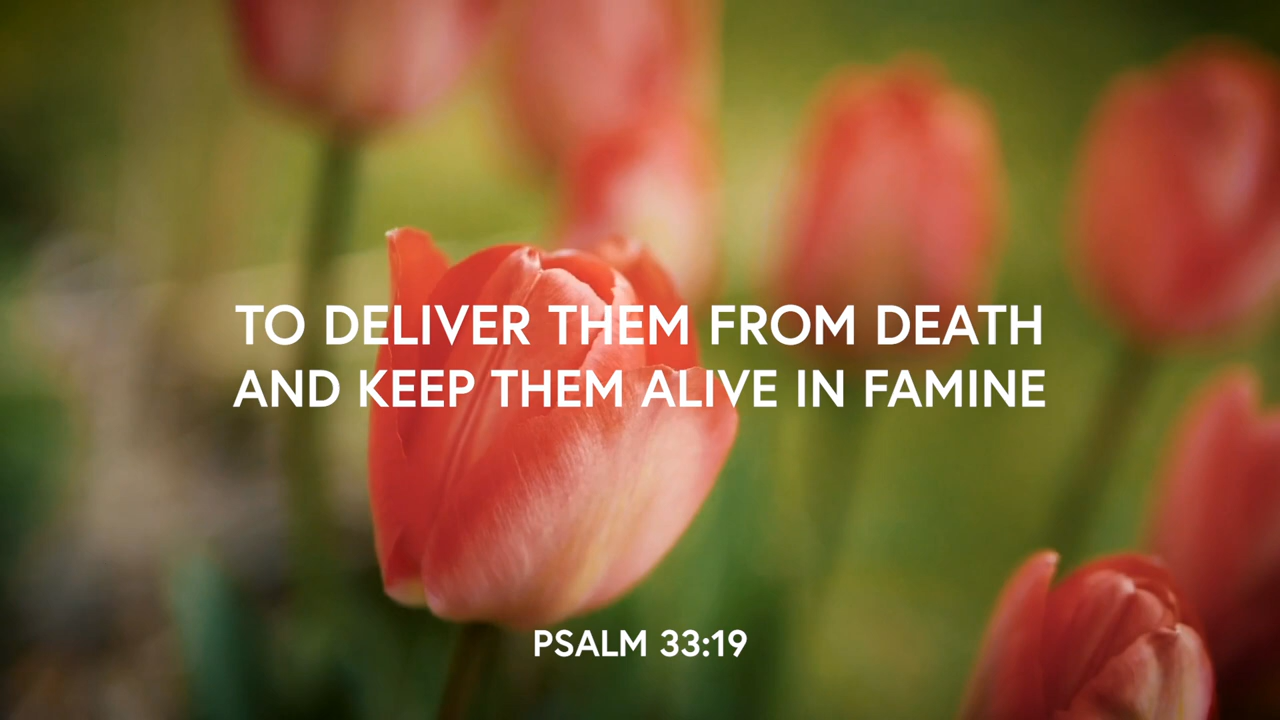 TO DELIVER THEM FROM DEATH
AND KEEP THEM ALIVE IN FAMINE
PSALM 33:19